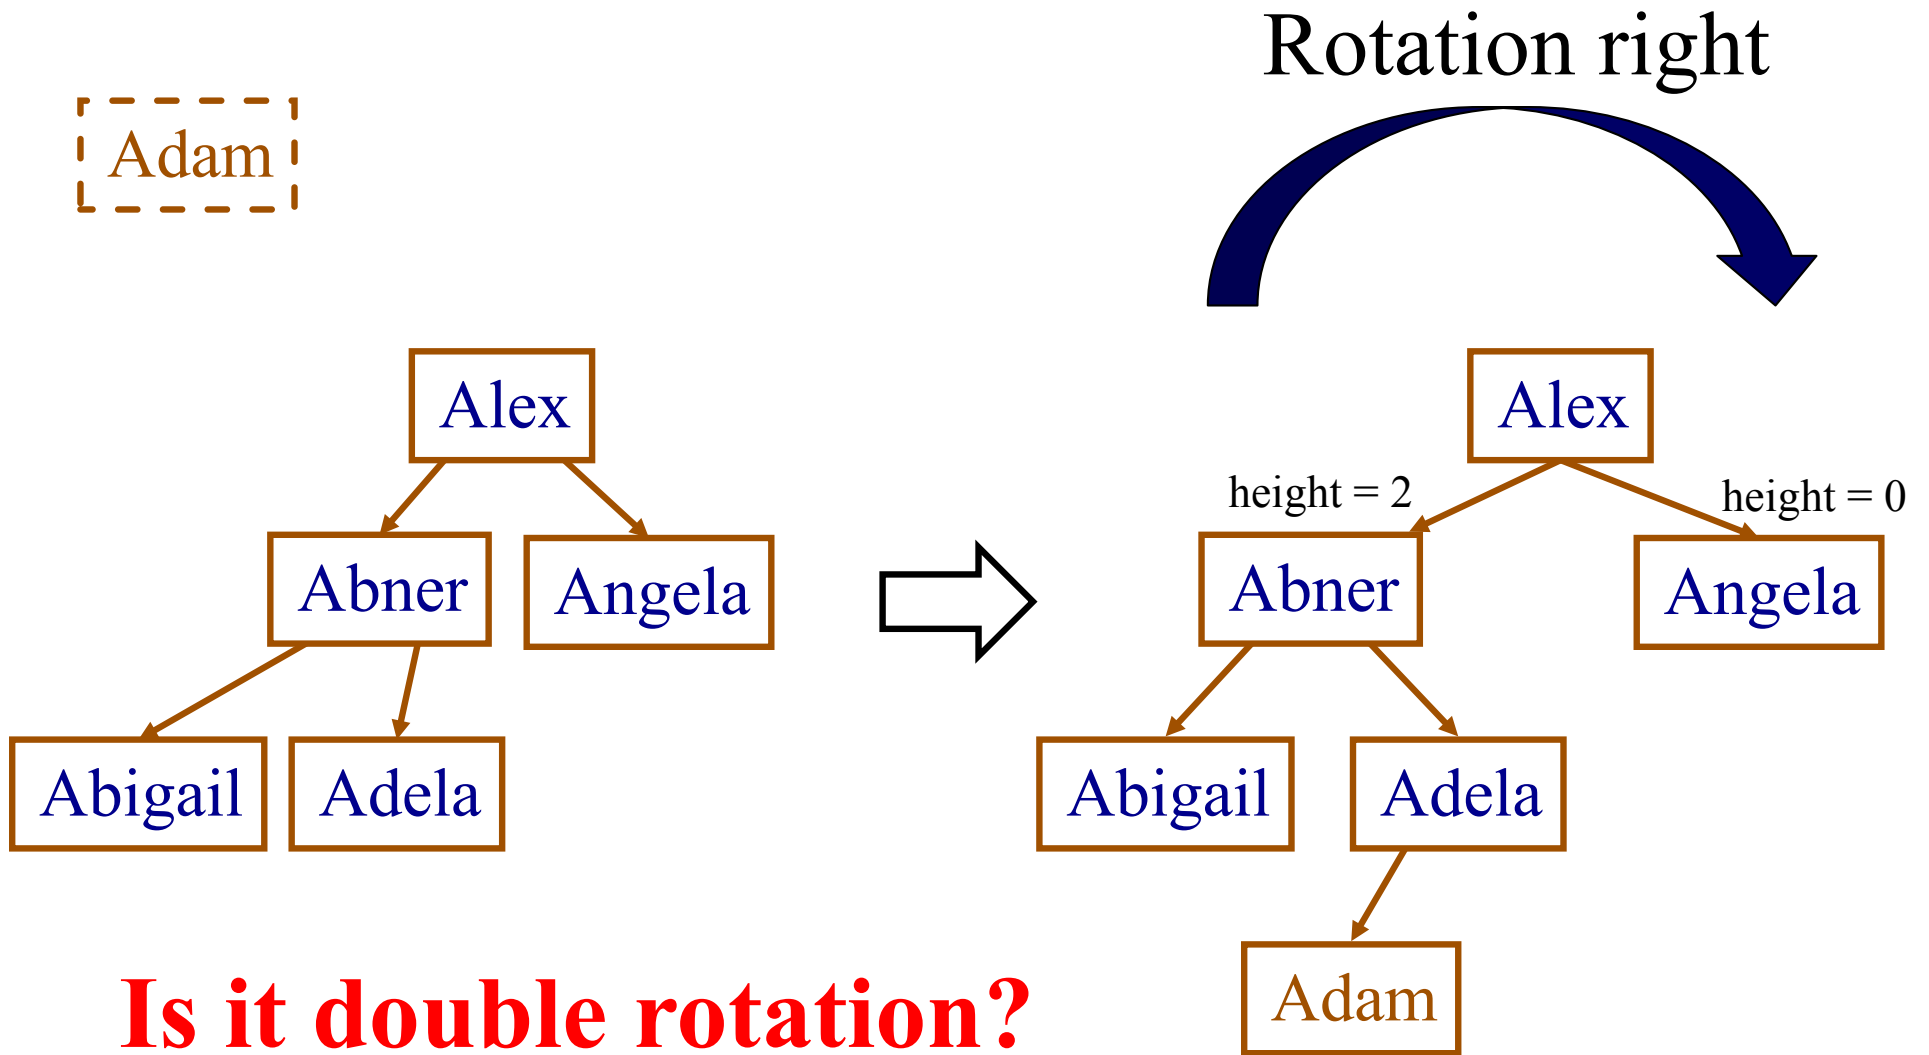 Rotation right
Adam
Alex
Alex
height = 2
height = 0
Abner
Angela
Abner
Angela
Abigail
Adela
Abigail
Adela
Adam
Is it double rotation?